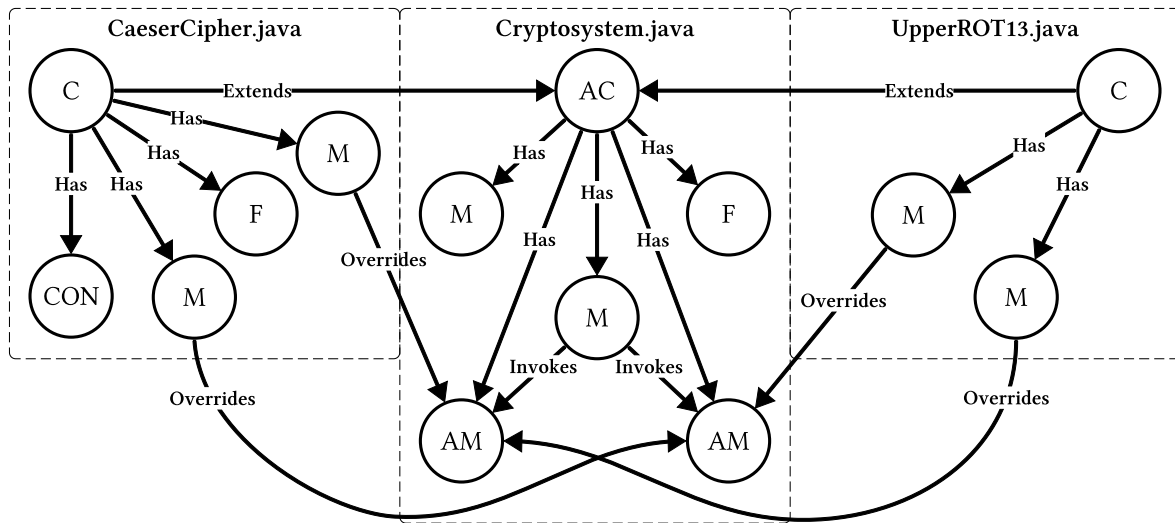 CaeserCipher.java
Cryptosystem.java
UpperROT13.java
C
Extends
AC
Extends
C
Has
M
Has
Has
Has
Has
Has
Has
Has
Has
Has
F
M
F
M
Has
Has
Overrides
CON
M
M
Overrides
M
Invokes
Invokes
Overrides
Overrides
AM
AM